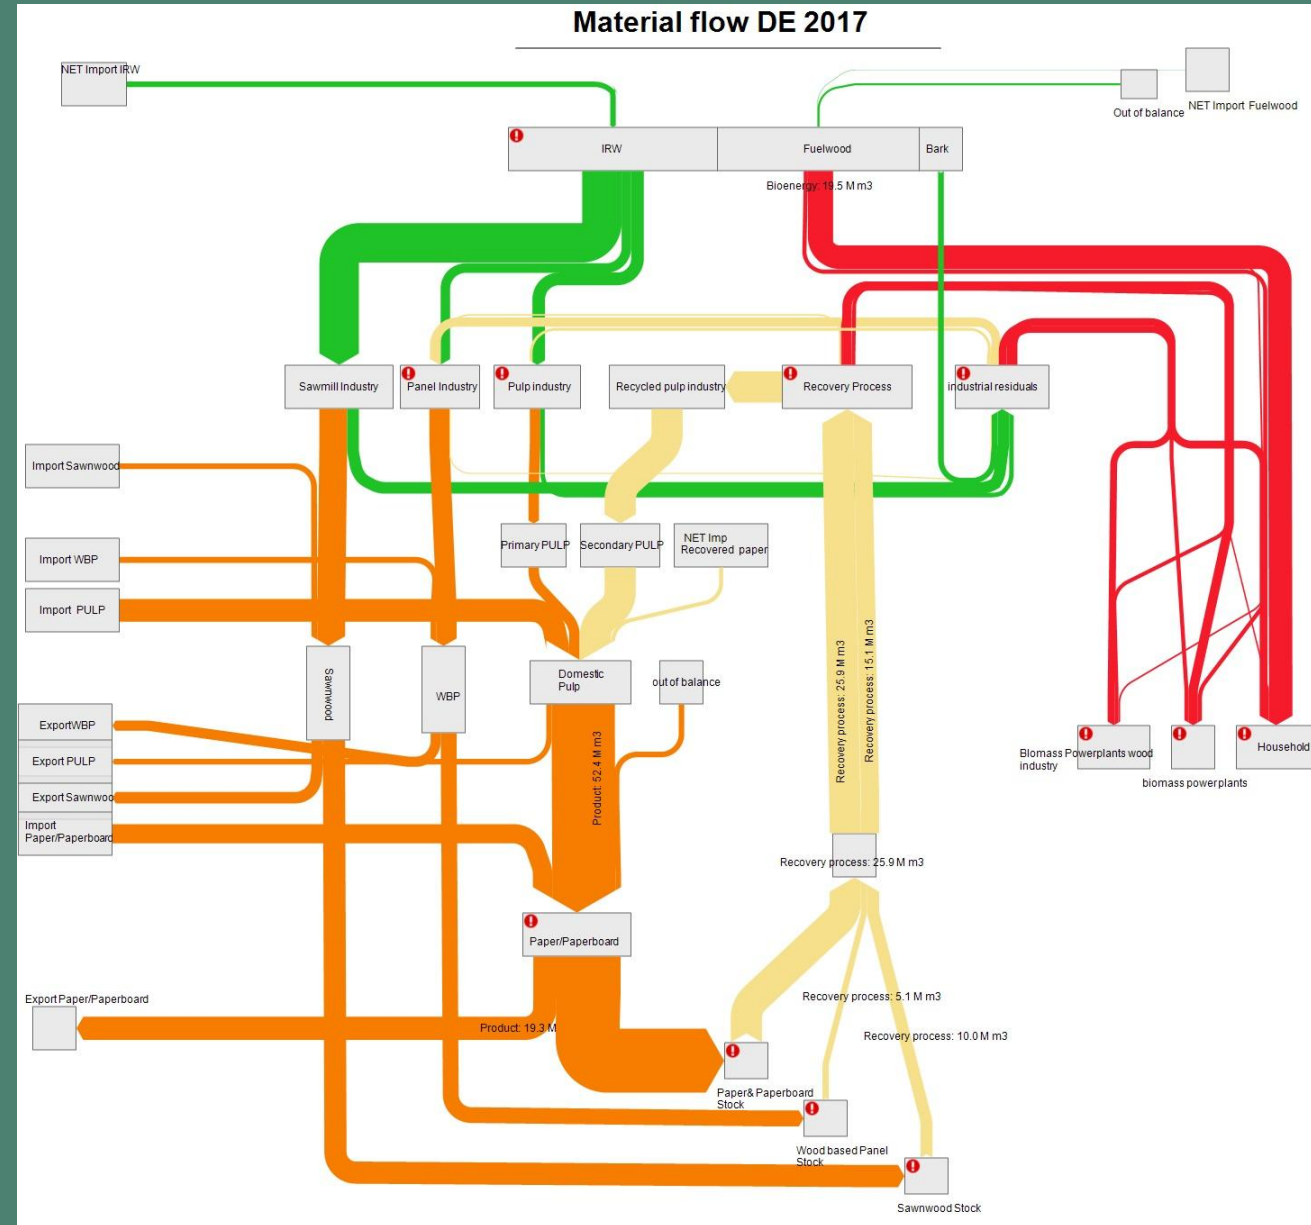 Material flow DE 2017
NET Import IRW
NET Import Fuelwood
Out of balance
IRW
Fuelwood
Bark
Bioenergy: 19.5 M m3
Sawmill Industry
Panel Industry
Pulp industry
Recycled pulp industry
Recovery Process
industrial residuals
Import Sawnwood
Import WBP
Import PULP
Primary PULP
Secondary PULP
NET Imp
Recovered paper
Sawnwood
WBP
Domestic
Pulp
out of balance
Recovery process: 25.9 M m3
Recovery process: 15.1 M m3
Product: 52.4 M m3
ExportWBP
Export PULP
Export Sawnwoo
Import
Paper/Paperboard
Biomass Powerplants wood
industry
biomass powerplants
Household
Recovery process: 25.9 M m3
Paper/Paperboard
Export Paper/Paperboard
Product: 19.3 M
Recovery process: 5.1 M m3
Recovery process: 10.0 M m3
Paper& Paperboard
Stock
Wood based Panel
Stock
Sawnwood Stock